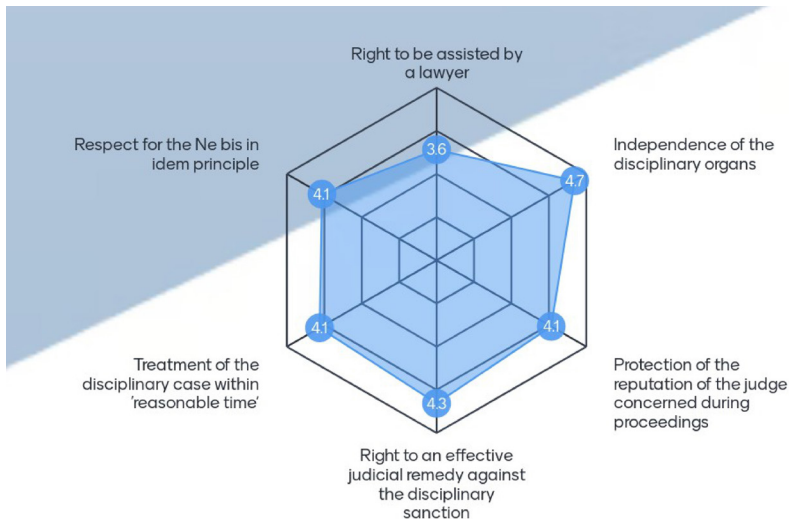 Right to be assisted by
a lawyer
Respect for the Ne bis in
idem principle
Independence of the
disciplinary organs
3.6
4.7
4.1
4.1
4.1
4.3
Treatment of the
disciplinary case within
'reasonable time'
Protection of the
reputation of the judge
concerned during
proceedings
Right to an effective
judicial remedy against
the disciplinary
sanction